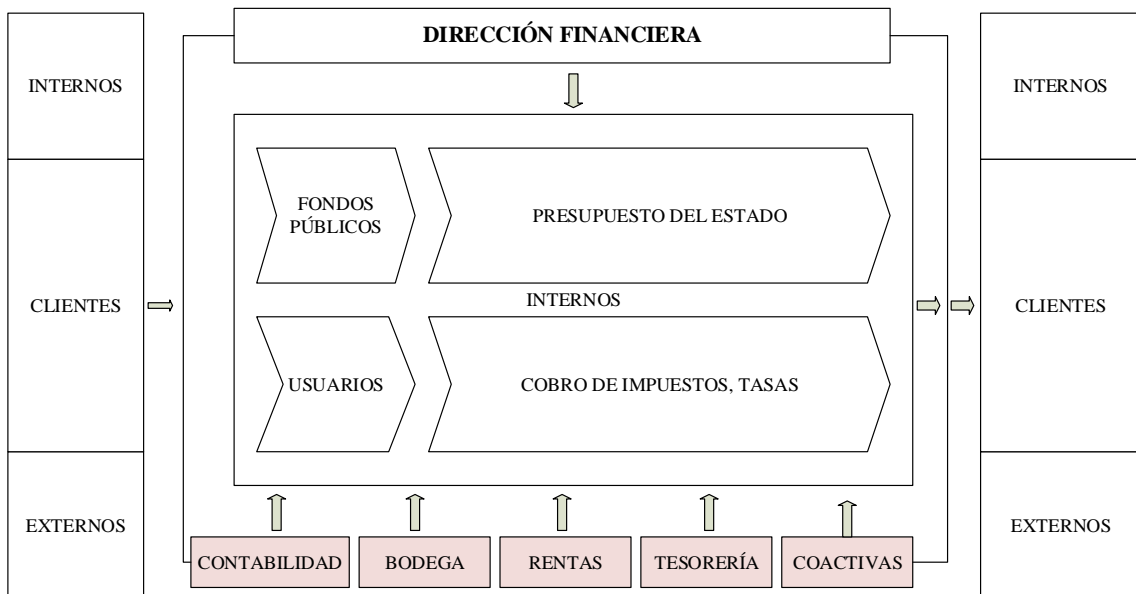 DIRECCIÓN FINANCIERA
INTERNOS
CLIENTES
EXTERNOS
FONDOS
PÚBLICOS
PRESUPUESTO DEL ESTADO
INTERNOS
USUARIOS
COBRO DE IMPUESTOS, TASAS
CONTABILIDAD
BODEGA
RENTAS
TESORERÍA
COACTIVAS
INTERNOS
CLIENTES
EXTERNOS